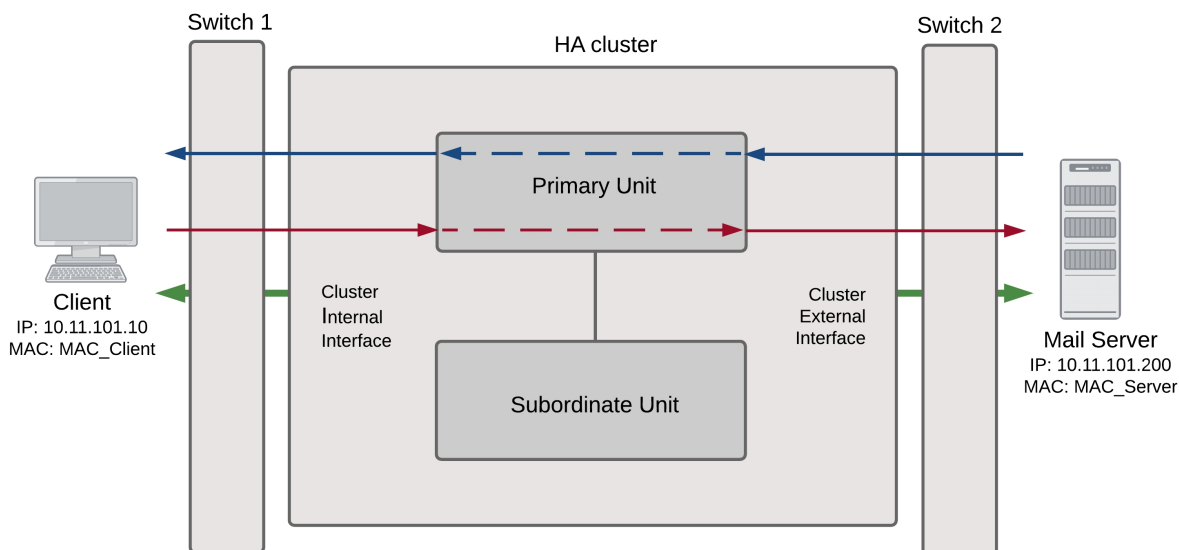 Switch 1
Switch 2
HA cluster
Primary Unit
Client
IP: 10.11.101.10
MAC: MAC_Client
Cluster
Internal
Interface
Cluster
External
Interface
Mail Server
IP: 10.11.101.200
MAC: MAC_Server
Subordinate Unit